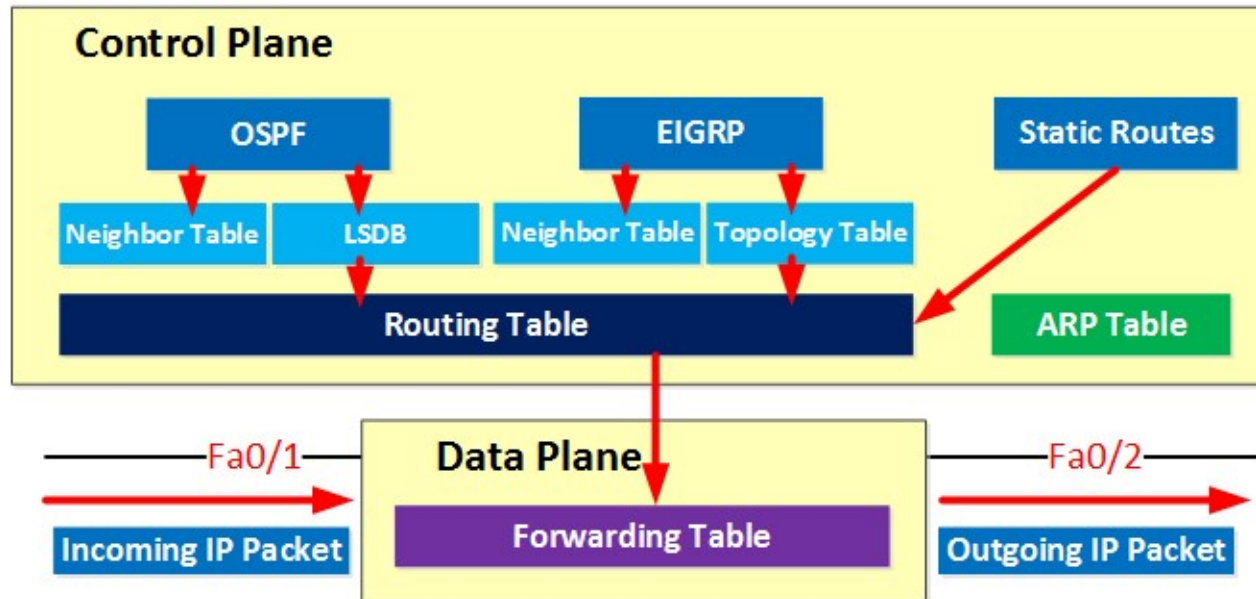 Control Plane
OSPF
EIGRP
Static Routes
Neighbor Table
LSDB
Neighbor Table
Topology Table
Routing Table
ARP Table
Fa0/1
Data Plane
Fa0/2
Incoming IP Packet
Forwarding Table
Outgoing IP Packet